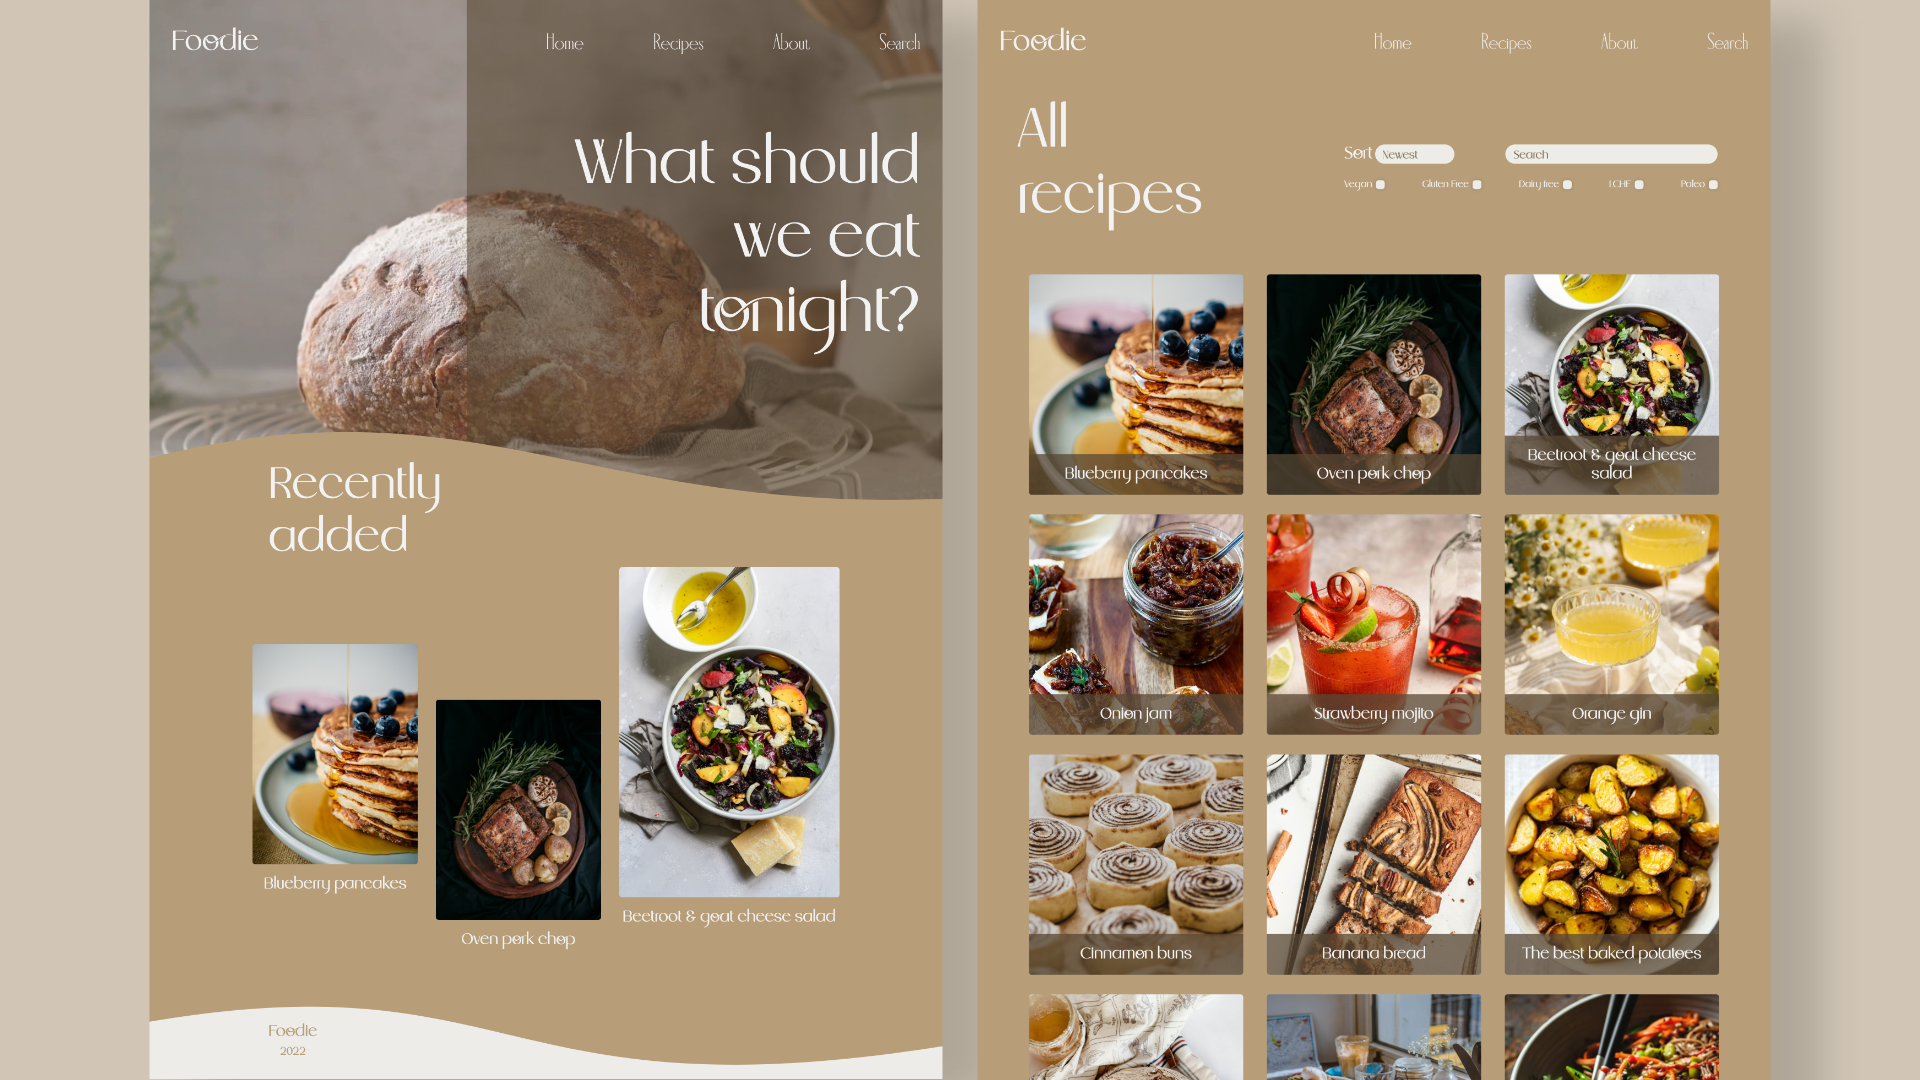 Foodie
Home Recipes About Search
What should
we eat
tonight?
Recently
added
Blueberry pancakes
Oven pork chop
Beetroot & goat cheese salad
Foodie
2022
Foodie
Home Recipes About Search
All
recipes
Sort Newest Search
Vegan Gluten Free Dairy free LCHF Paleo
Blueberry pancakes
Oven pork chop
Beetroot & goat cheese
salad
Onion jam
Strawberry mojito
Orange gin
Cinnamon buns
Banana bread
The best baked potatoes